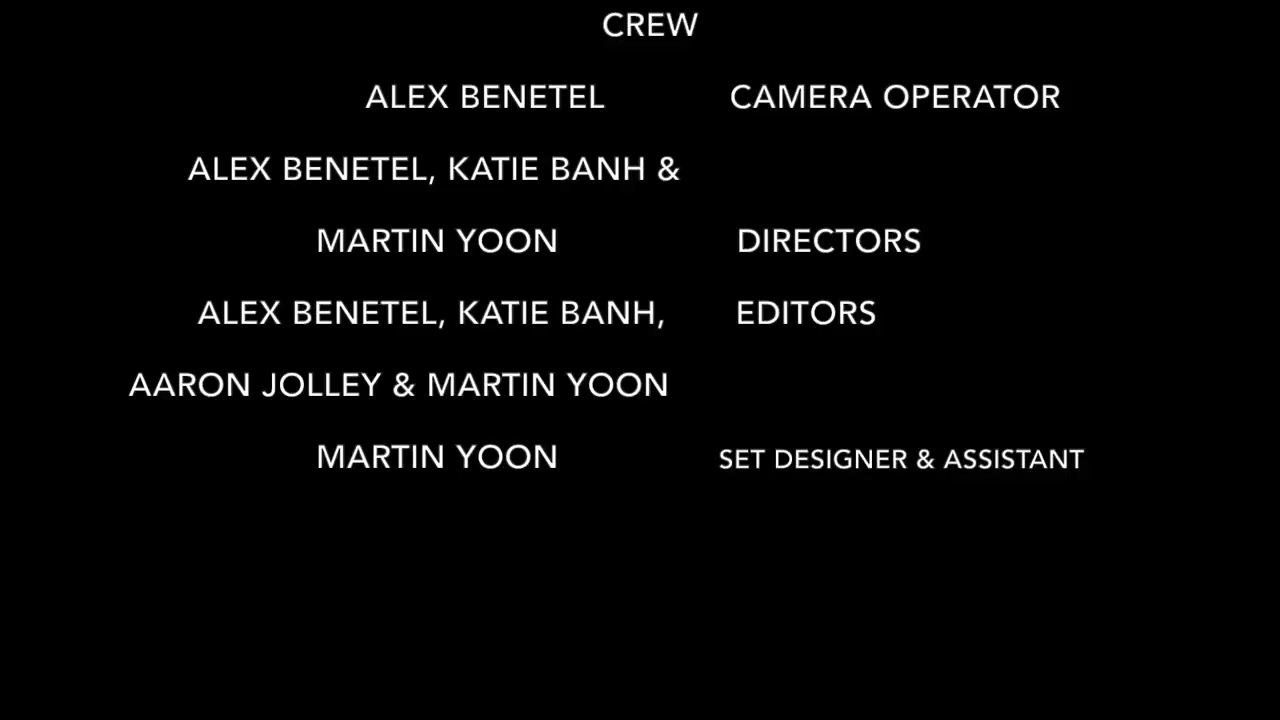 CREW
ALEX BENETEL CAMERA OPERATOR
ALEX BENETEL, KATIE BANH &
MARTIN YOON DIRECTORS
ALEX BENETEL, KATIE BANH, EDITORS
AARON JOLLEY & MARTIN YOON
MARTIN YOON SET DESIGNER & ASSISTANT